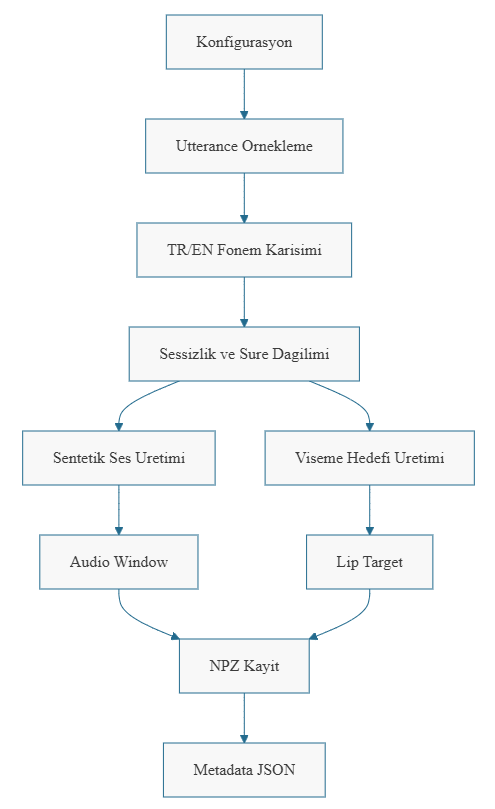 Konfigurasyon
Utterance Ornekleme
TR/EN Fonem Karisimi
Sessizlik ve Sure Dagilimi
Sentetik Ses Uretimi
Viseme Hedefi Uretimi
Audio Window
Lip Target
NPZ Kayit
Metadata JSON